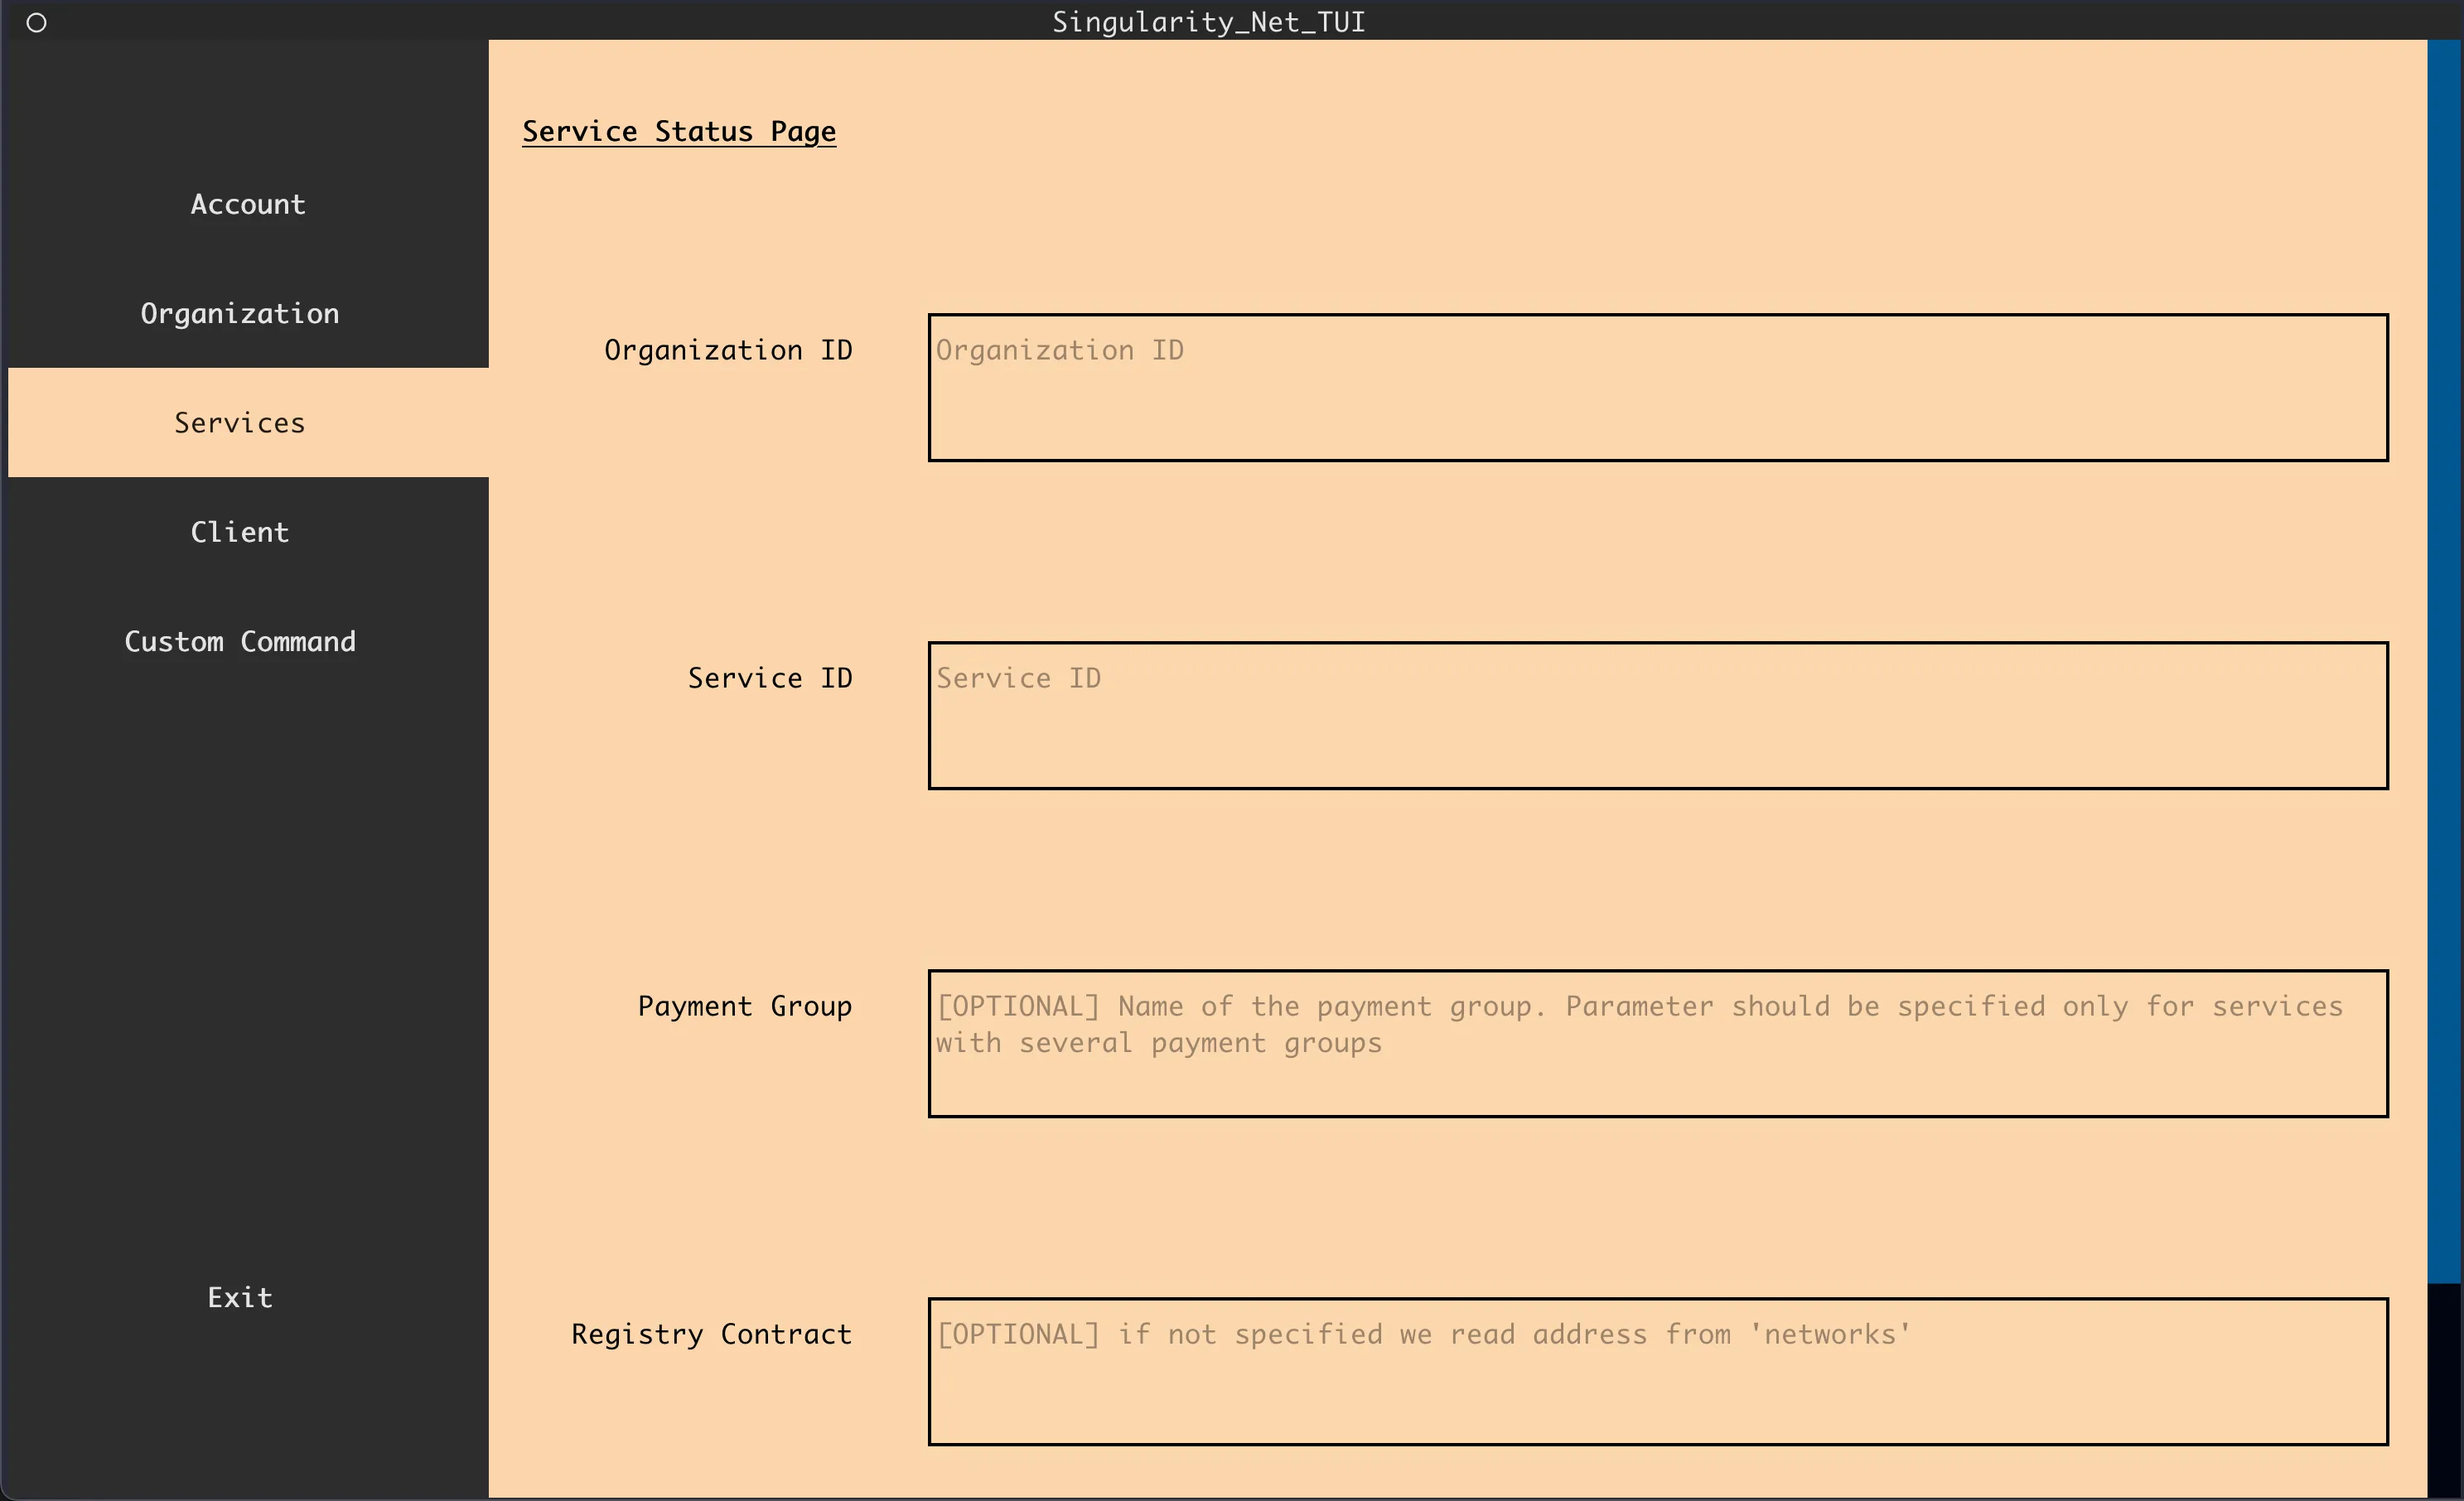 Singularity_Net_TUI
Service Status Page
Account
Organization
Services
Client
Custom Command
Exit
Organization ID
Organization ID
Service ID
Service ID
Payment Group
[OPTIONAL] Name of the payment group. Parameter should be specified only for services
with several payment groups
Registry Contract
[OPTIONAL] if not specified we read address from 'networks'